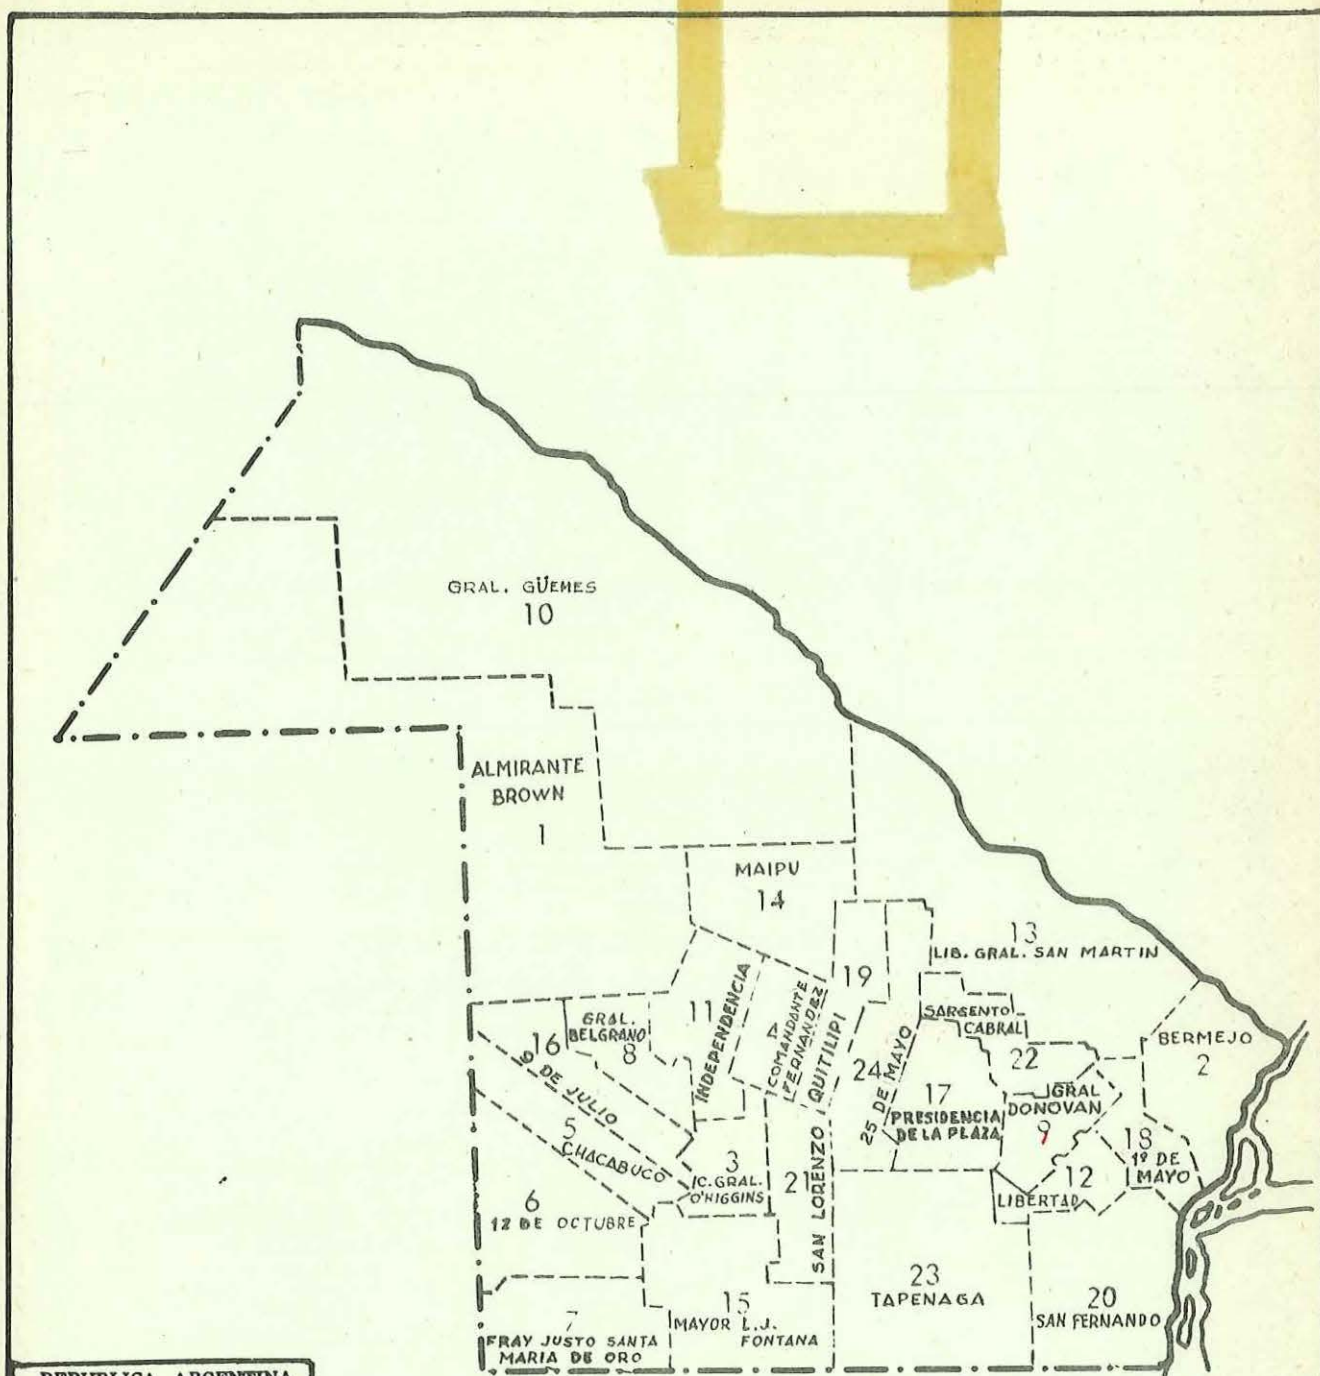 GRAL. GÜEMES
10
ALMIRANTE
BROWN
1
MAIPU
14
13
LIB. GRAL. SAN MARTIN
19
11
INDEPENDENCIA
COMANDANTE
FERNANDEZ
QUITILIPI
SARGENTO
CABRAL
22
BERMEJO
2
GRAL.
BELGRANO
8
16
9 DE JULIO
24
25 DE MAYO
17
PRESIDENCIA
DE LA PLAZA
GRAL
DONOVAN
9
18
1º DE
MAYO
5
CHACABUCO
3
C. GRAL.
O'HIGGINS
21
SAN LORENZO
12
LIBERTAD
6
12 DE OCTUBRE
23
TAPENAGA
20
SAN FERNANDO
7
FRAY JUSTO SANTA
MARIA DE ORO
15
MAYOR L.J.
FONTANA
REPUBLICA ARGENTINA